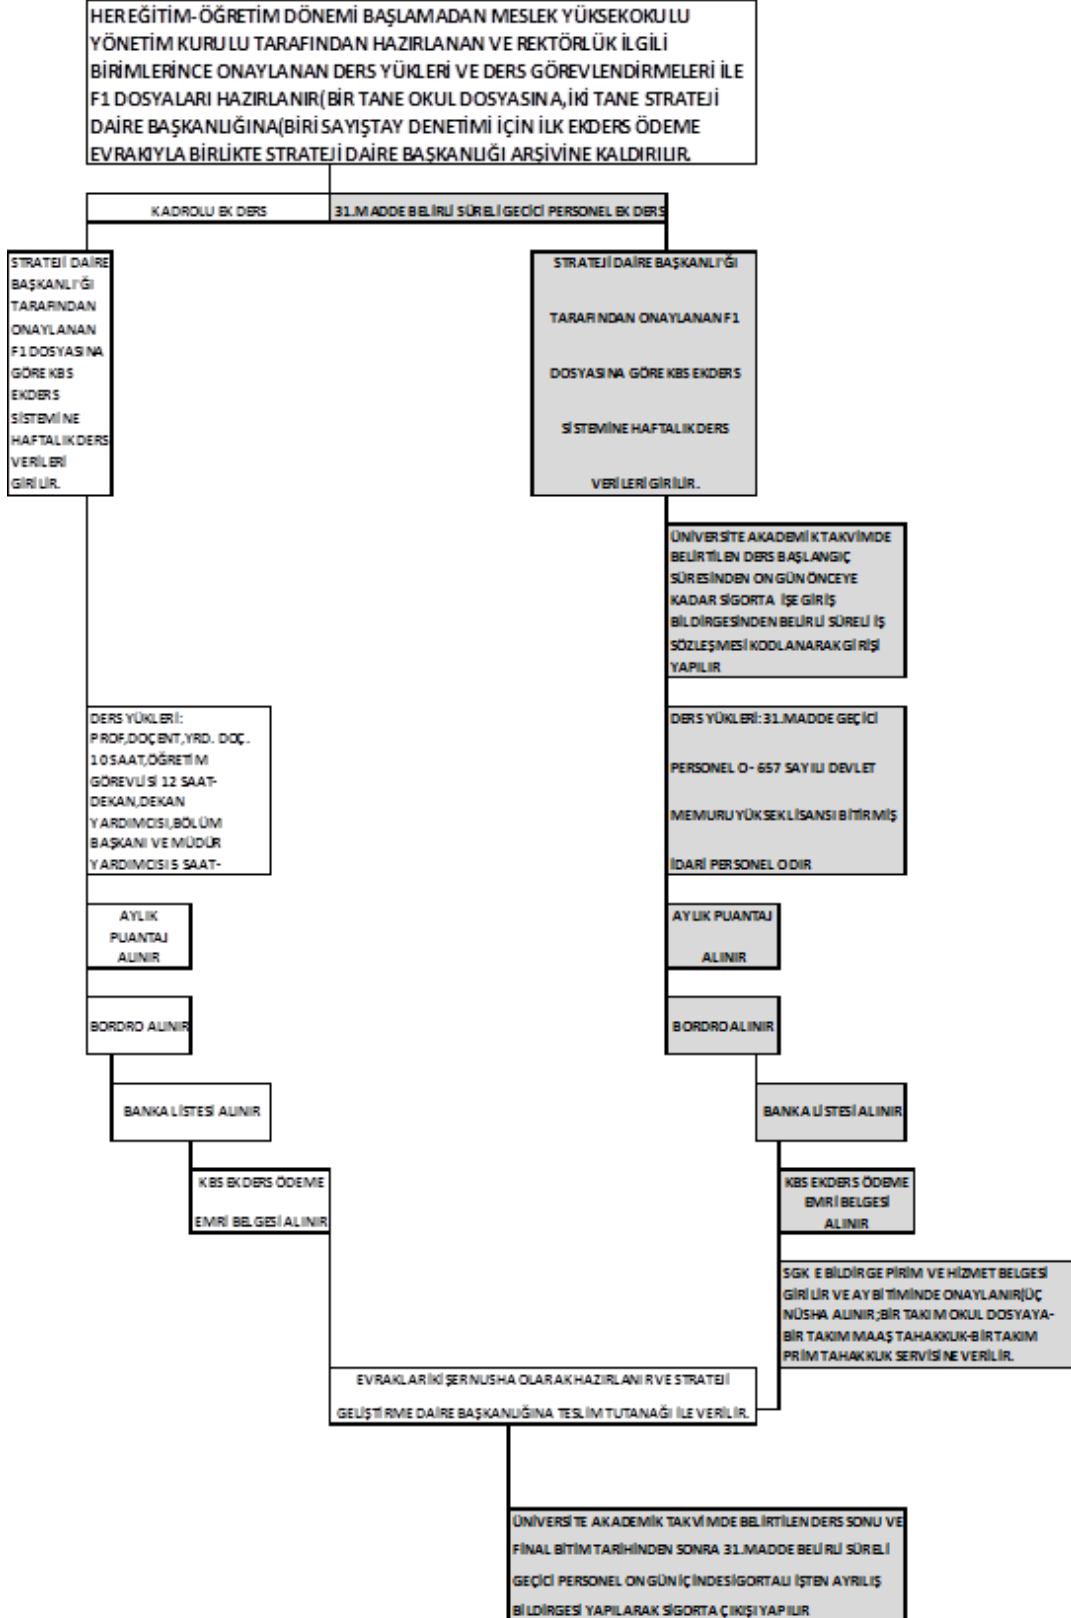 HER EĞİTİM-ÖĞRETİM DÖNEMİ BAŞLAMADAN MESLEK YÜKSEKOKULU
YÖNETİM KURULU TARAFINDAN HAZIRLANAN VE REKTÖRLÜK İLGİLİ
BİRİMLERİNCE ONAYLANAN DERS YÜKLERİ VE DERS GÖREVLENDİRMELERİ İLE
F1 DOSYALARI HAZIRLANIR(BİR TANE OKUL DOSYASINA,İKİ TANE STRATEJİ
DAİRE BAŞKANLIĞINA(BİRİ SAYIŞTAY DENETİMİ İÇİN İLK EKDERS ÖDEME
EVRAKIYLA BİRLİKTE STRATEJİ DAİRE BAŞKANLIĞI ARŞİVİNE KALDIRILIR.
KADROLU EK DERS
31.MADDE BELİRLİ SÜRELİ GECİCİ PERSONEL EK DERS
STRATEJİ DAİRE
BAŞKANLI'ĞI
TARAFINDAN
ONAYLANAN
F1 DOSYASINA
GÖRE KBS
EKDERS
SİSTEMİNE
HAFTALIK DERS
VERİLERİ
GİRİLİR.
STRATEJİ DAİRE BAŞKANLI'ĞI
TARAFINDAN ONAYLANAN F1
DOSYASINA GÖRE KBS EKDERS
SİSTEMİNE HAFTALIK DERS
VERİLERİ GİRİLİR.
ÜNİVERSİTE AKADEMİK TAKVİMDE
BELİRTİLEN DERS BAŞLANGIÇ
SÜRESİNDEN ON GÜN ÖNCEYE
KADAR SİGORTA İŞE GİRİŞ
BİLDİRGESİNDEN BELİRLİ SÜRELİ İŞ
SÖZLEŞMESİ KODLANARAK GİRİŞİ
YAPILIR
DERS YÜKLERİ:
PROF,DOÇENT,YRD. DOÇ.
10 SAAT,ÖĞRETİM
GÖREVLİSİ 12 SAAT-
DEKAN,DEKAN
YARDIMCISI,BÖLÜM
BAŞKANI VE MÜDÜR
YARDIMCISI 5 SAAT-
DERS YÜKLERİ: 31.MADDE GEÇİCİ
PERSONEL O- 657 SAYILI DEVLET
MEMURU YÜKSEK LİSANSI BİTİRMİŞ
İDARİ PERSONEL O DIR
AYLIK
PUANTAJ
ALINIR
AYLIK PUANTAJ
ALINIR
BORDRO ALINIR
BORDRO ALINIR
BANKA LİSTESİ ALINIR
BANKA LİSTESİ ALINIR
KBS EKDERS ÖDEME
EMRİ BELGESİ ALINIR
KBS EKDERS ÖDEME
EMRİ BELGESİ
ALINIR
SGK E BİLDİRGE PİRİM VE HİZMET BELGESİ
GİRİLİR VE AY BİTİMİNDE ONAYLANIR(ÜÇ
NÜSHA ALINIR;BİR TAKIM OKUL DOSYAYA-
BİR TAKIM MAAŞ TAHAKKUK-BİR TAKIM
PRİM TAHAKKUK SERVİSİNE VERİLİR.
EVRAKLAR İKİŞER NUSHA OLARAK HAZIRLANIR VE STRATEJİ
GELİŞTİRME DAİRE BAŞKANLIĞINA TESLİM TUTANAĞI İLE VERİLİR.
ÜNİVERSİTE AKADEMİK TAKVİMDE BELİRTİLEN DERS SONU VE
FİNAL BİTİM TARİHİNDEN SONRA 31.MADDE BELİRLİ SÜRELİ
GEÇİCİ PERSONEL ON GÜN İÇİNDE SİGORTALI İŞTEN AYRILIŞ
BİLDİRGESİ YAPILARAK SİGORTA ÇIKIŞI YAPILIR